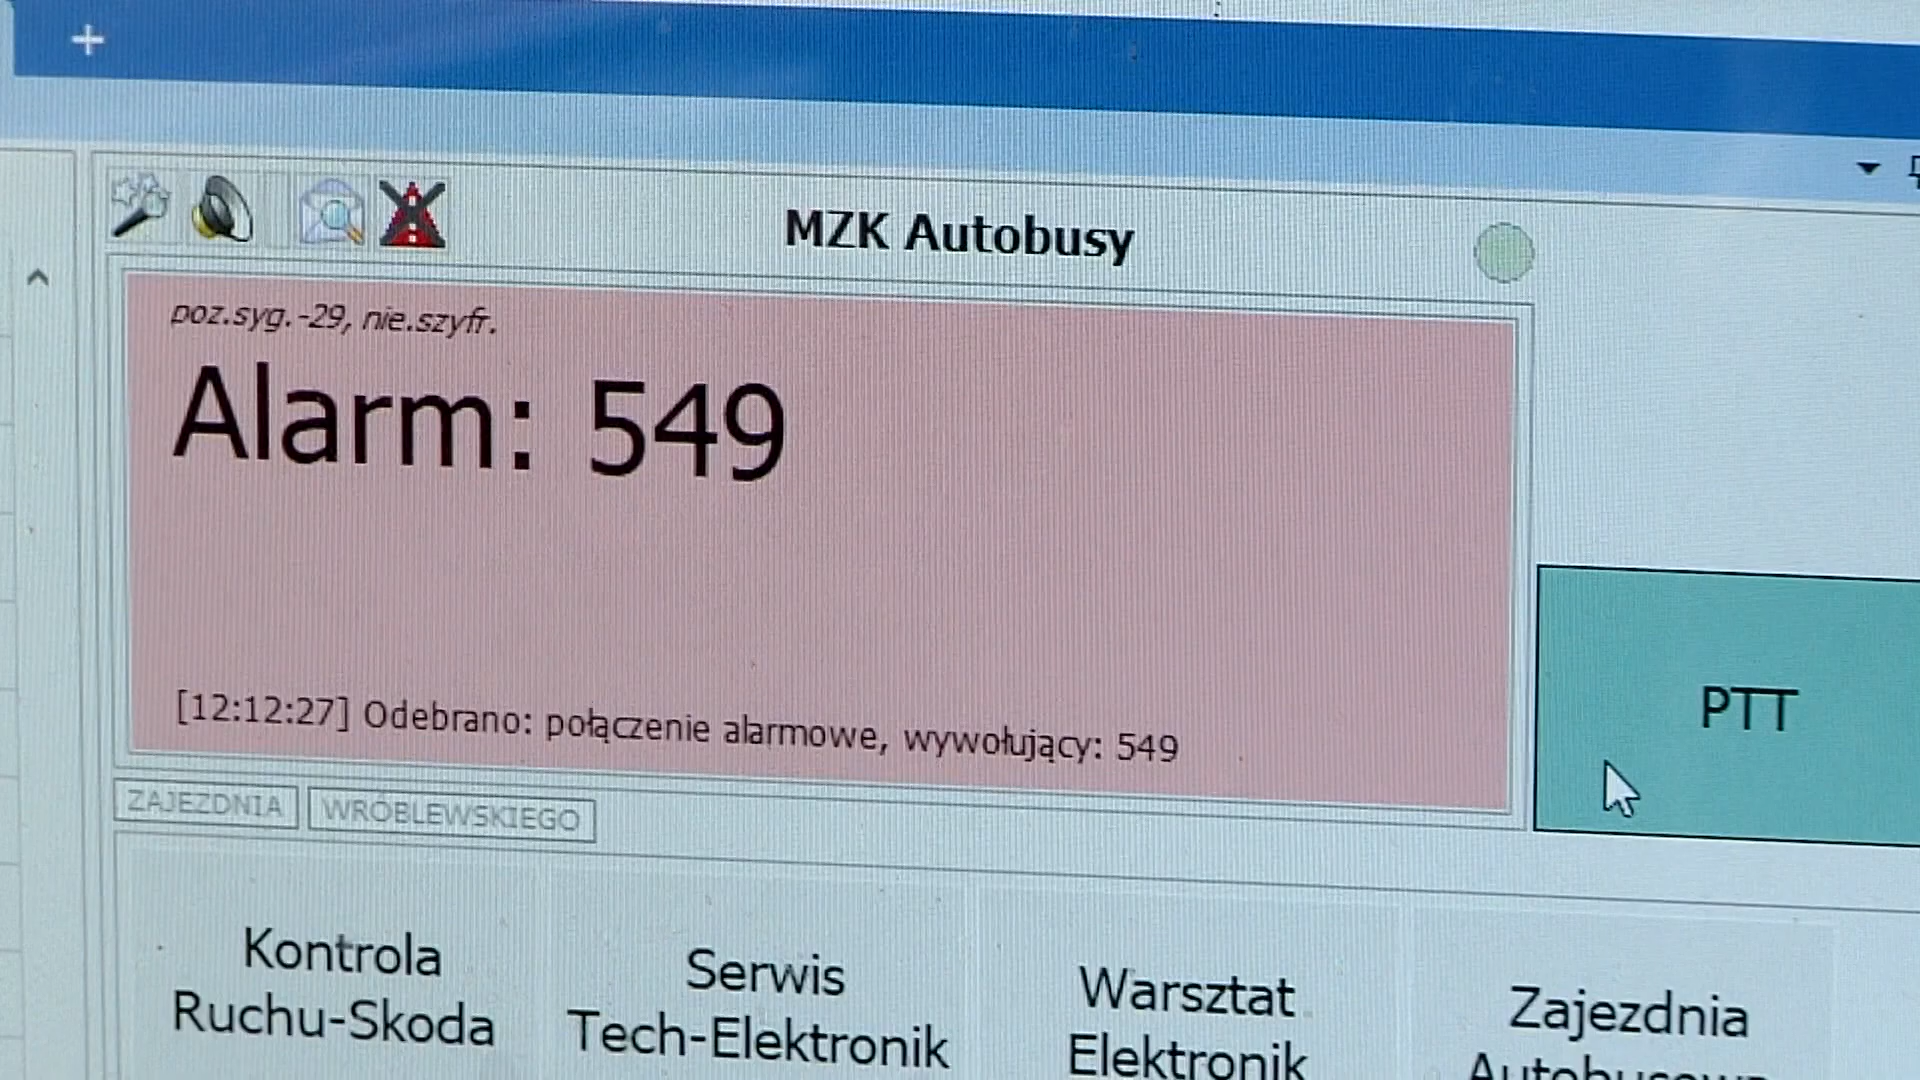 +
MZK Autobusy
poz.syg.-29, nie.szyfr.
Alarm: 549
[12:12:27] Odebrano: połączenie alarmowe, wywołujący: 549
PTT
ZAJEZDNIA WRÓBLEWSKIEGO
Kontrola
Ruchu-Skoda
Serwis
Tech-Elektronik
Warsztat
Elektronik
Zajezdnia